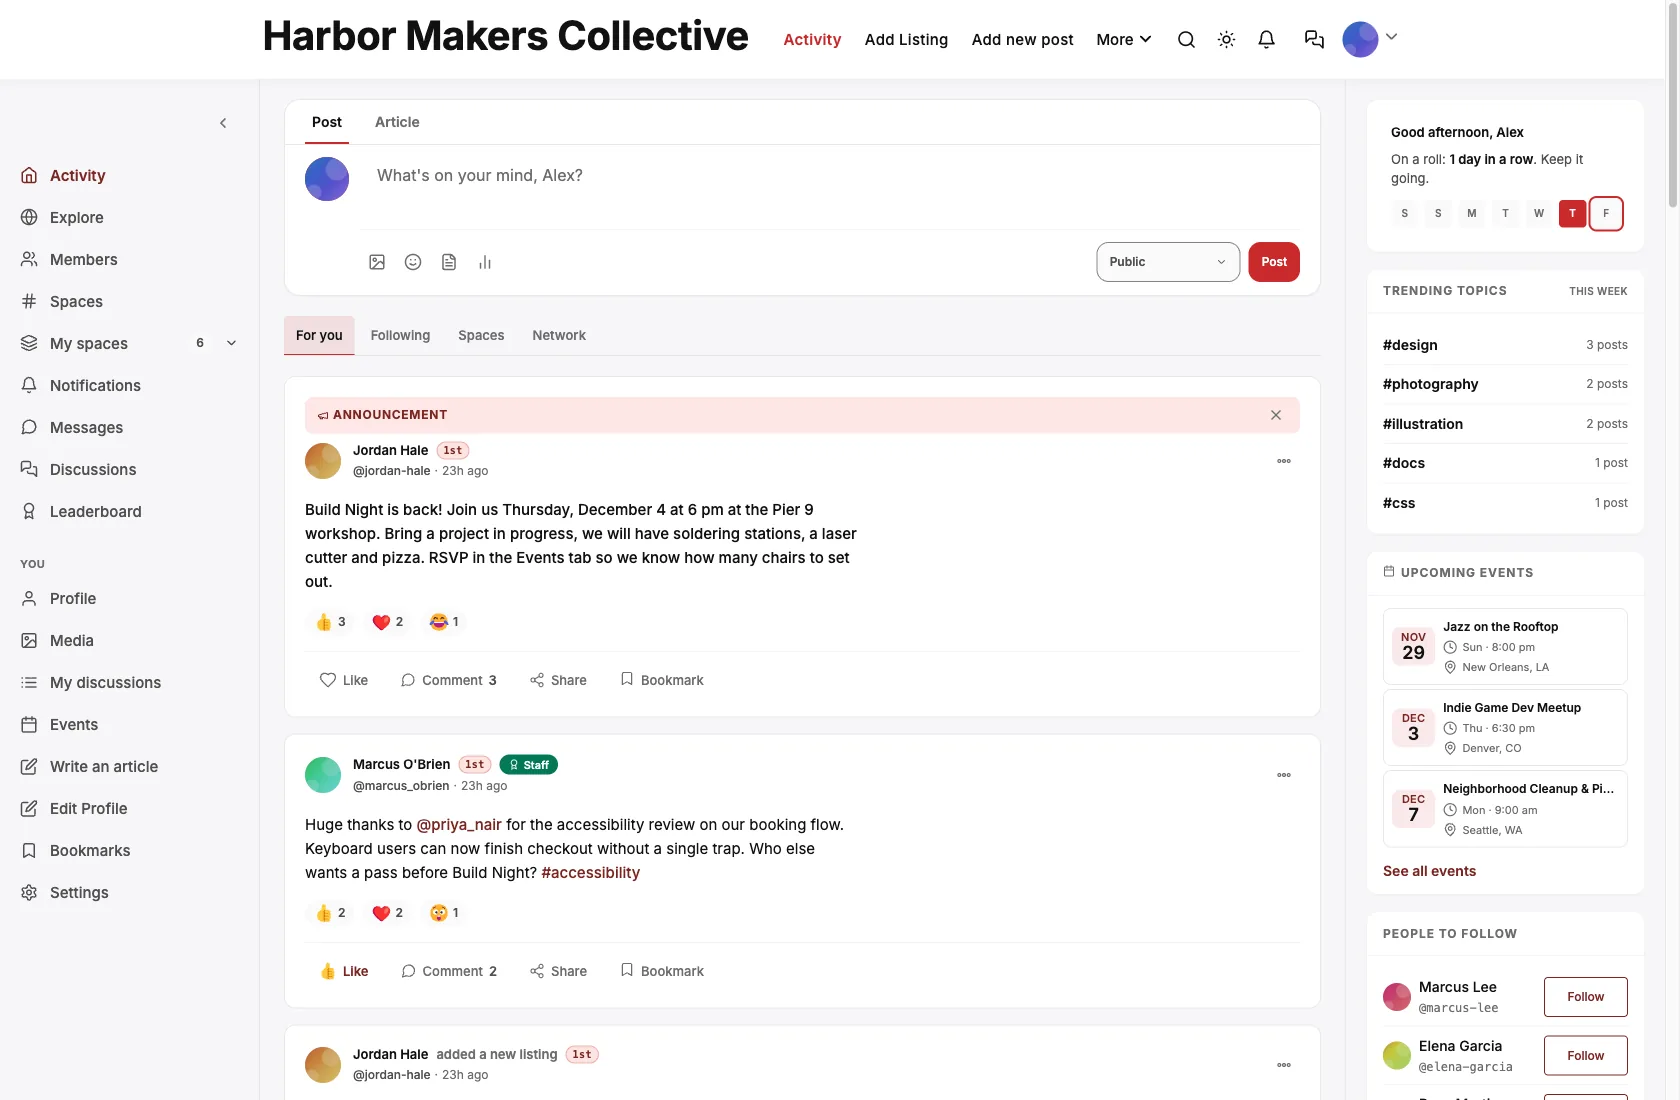 Harbor Makers Collective
Activity
Add Listing
Add new post
More
Activity
Explore
Members
Spaces
My spaces 6
Notifications
Messages
Discussions
Leaderboard
YOU
Profile
Media
My discussions
Events
Write an article
Edit Profile
Bookmarks
Settings
Post Article
What's on your mind, Alex?
Public
Post
For you Following Spaces Network
ANNOUNCEMENT
Jordan Hale 1st
@jordan-hale · 23h ago
Build Night is back! Join us Thursday, December 4 at 6 pm at the Pier 9
workshop. Bring a project in progress, we will have soldering stations, a laser
cutter and pizza. RSVP in the Events tab so we know how many chairs to set
out.
👍 3 ❤️ 2 😂 1
Like Comment 3 Share Bookmark
Marcus O'Brien 1st Staff
@marcus_obrien · 23h ago
Huge thanks to @priya_nair for the accessibility review on our booking flow.
Keyboard users can now finish checkout without a single trap. Who else
wants a pass before Build Night? #accessibility
👍 2 ❤️ 2 😳 1
👍 Like Comment 2 Share Bookmark
Jordan Hale added a new listing 1st
@jordan-hale · 23h ago
Good afternoon, Alex
On a roll: 1 day in a row. Keep it
going.
S S M T W T F
TRENDING TOPICS THIS WEEK
#design 3 posts
#photography 2 posts
#illustration 2 posts
#docs 1 post
#css 1 post
UPCOMING EVENTS
NOV
29
Jazz on the Rooftop
Sun · 8:00 pm
New Orleans, LA
DEC
3
Indie Game Dev Meetup
Thu · 6:30 pm
Denver, CO
DEC
7
Neighborhood Cleanup & Pi...
Mon · 9:00 am
Seattle, WA
See all events
PEOPLE TO FOLLOW
Marcus Lee
@marcus-lee
Follow
Elena Garcia
@elena-garcia
Follow